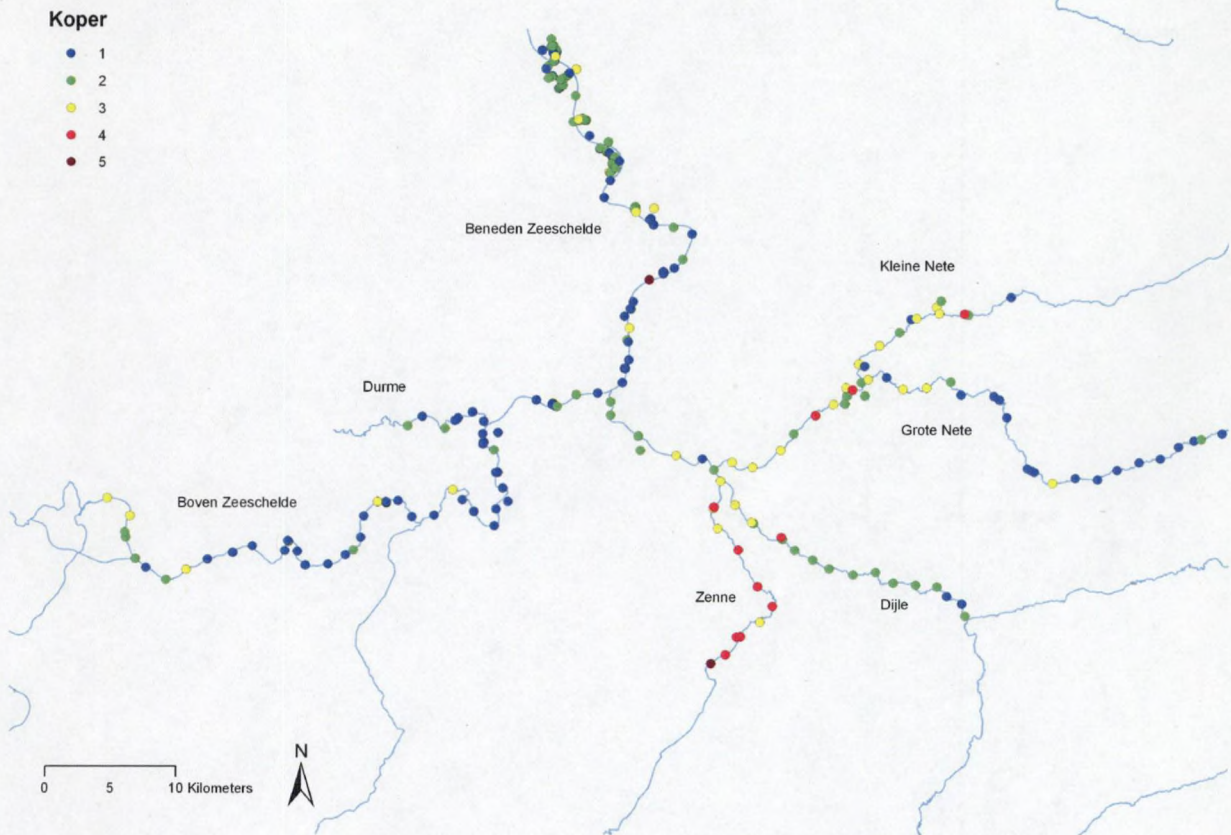 Koper
1
2
3
4
5
Beneden Zeeschelde
Kleine Nete
Durme
Grote Nete
Boven Zeeschelde
Zenne
Dijle
N
0 5 10 Kilometers